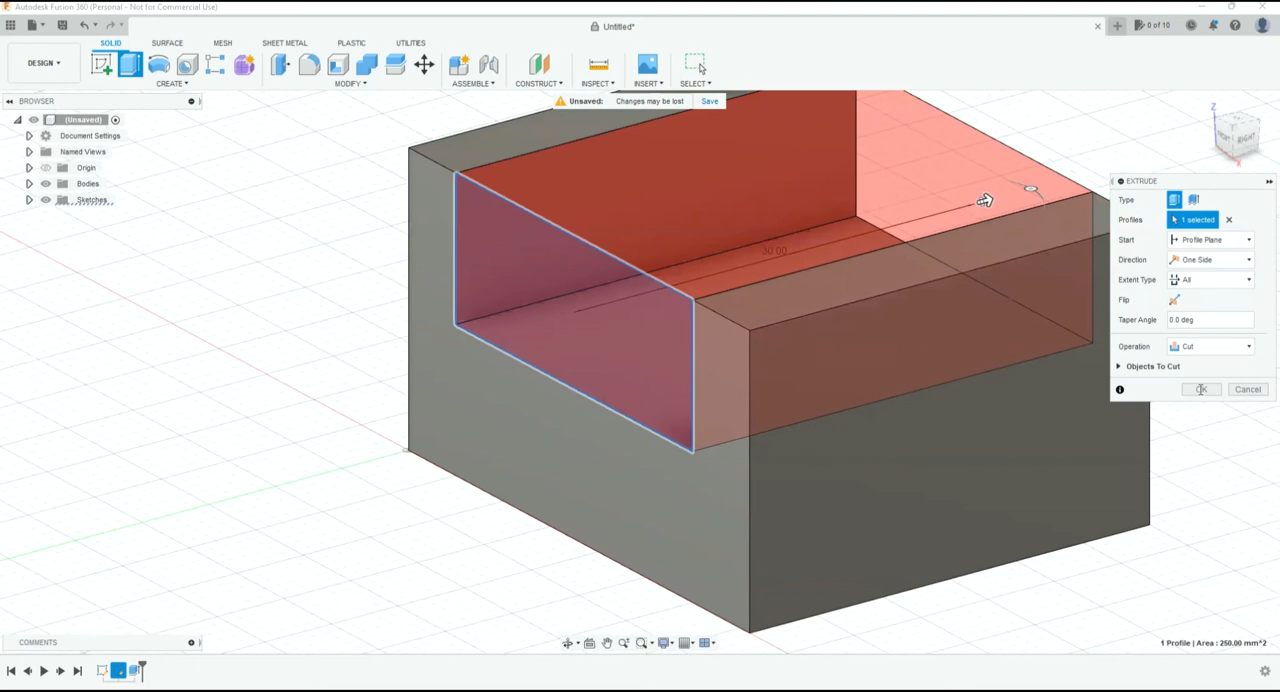 Autodesk Fusion 360 (Personal - Not for Commercial Use)
Untitled*
0 of 10
DESIGN
SOLID SURFACE MESH SHEET METAL PLASTIC UTILITIES
CREATE MODIFY ASSEMBLE CONSTRUCT INSPECT INSERT SELECT
BROWSER
Unsaved: Changes may be lost Save
(Unsaved)
Document Settings
Named Views
Origin
Bodies
Sketches
30.00
Z
RIGHT
X
EXTRUDE
Type
Profiles 1 selected
Start Profile Plane
Direction One Side
Extent Type All
Flip
Taper Angle 0.0 deg
Operation Cut
Objects To Cut
OK Cancel
COMMENTS
1 Profile | Area : 250.00 mm^2